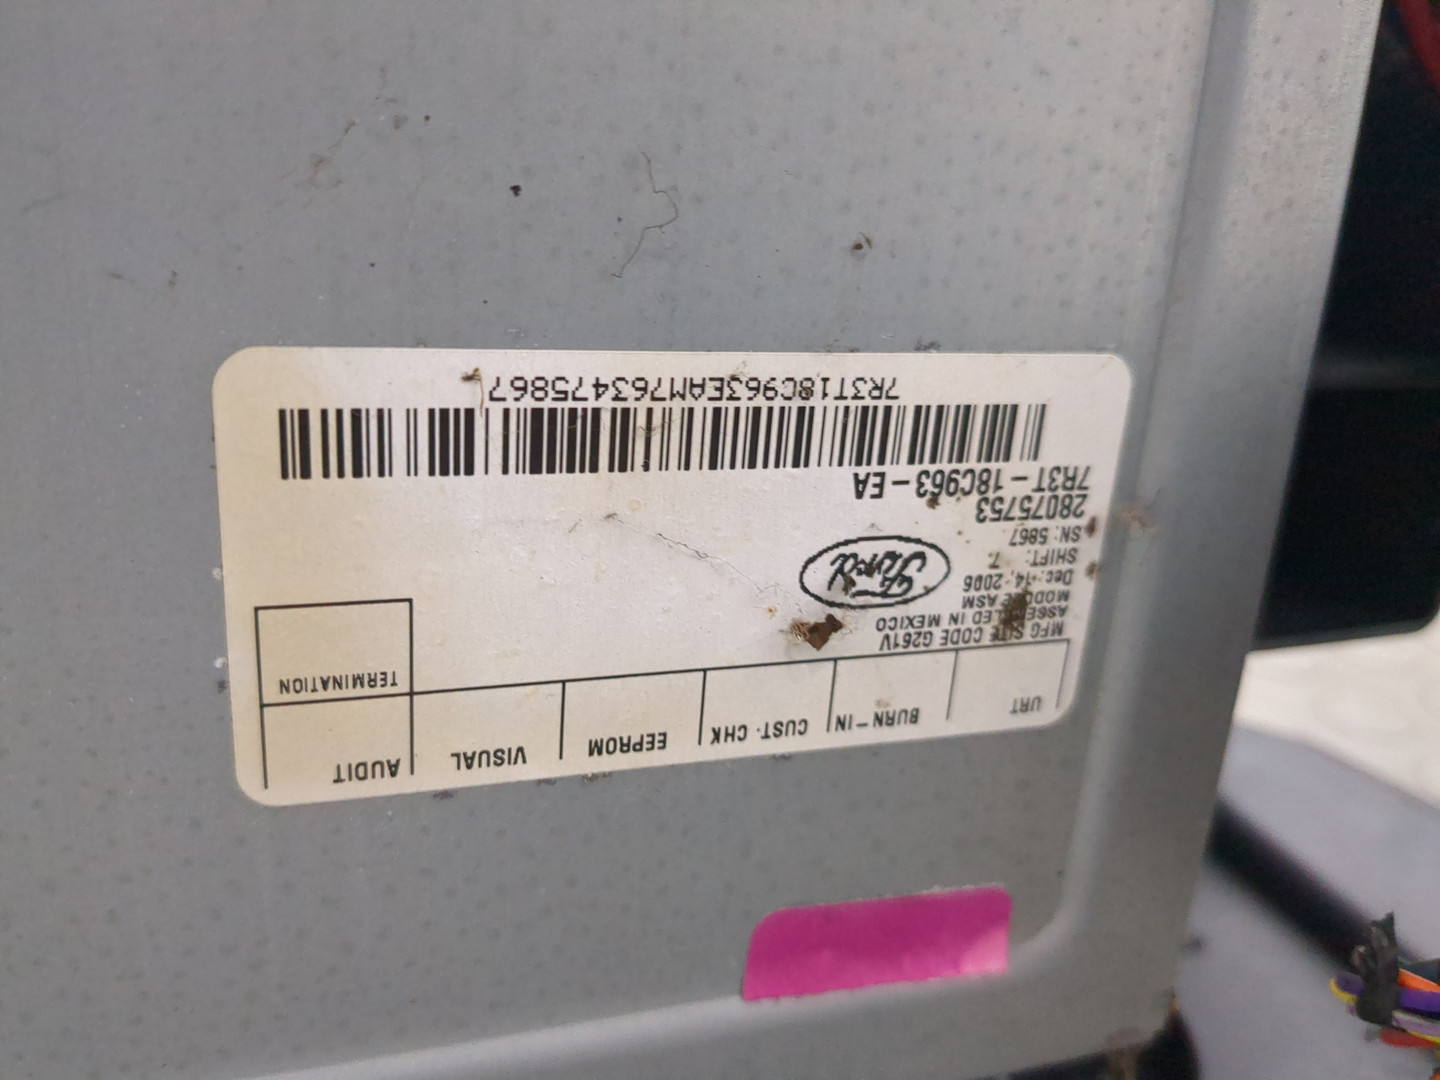 URT
BURN-IN
CUST. CHK
EEPROM
VISUAL
AUDIT
TERMINATION
MFG SITE CODE G261V
ASSEMBLED IN MEXICO
MODULE ASM
Dec. 14, 2006
SHIFT: 7
SN: 5867
Ford
28075753
7R3T-18C963-EA
7R3T18C963EAM763475867